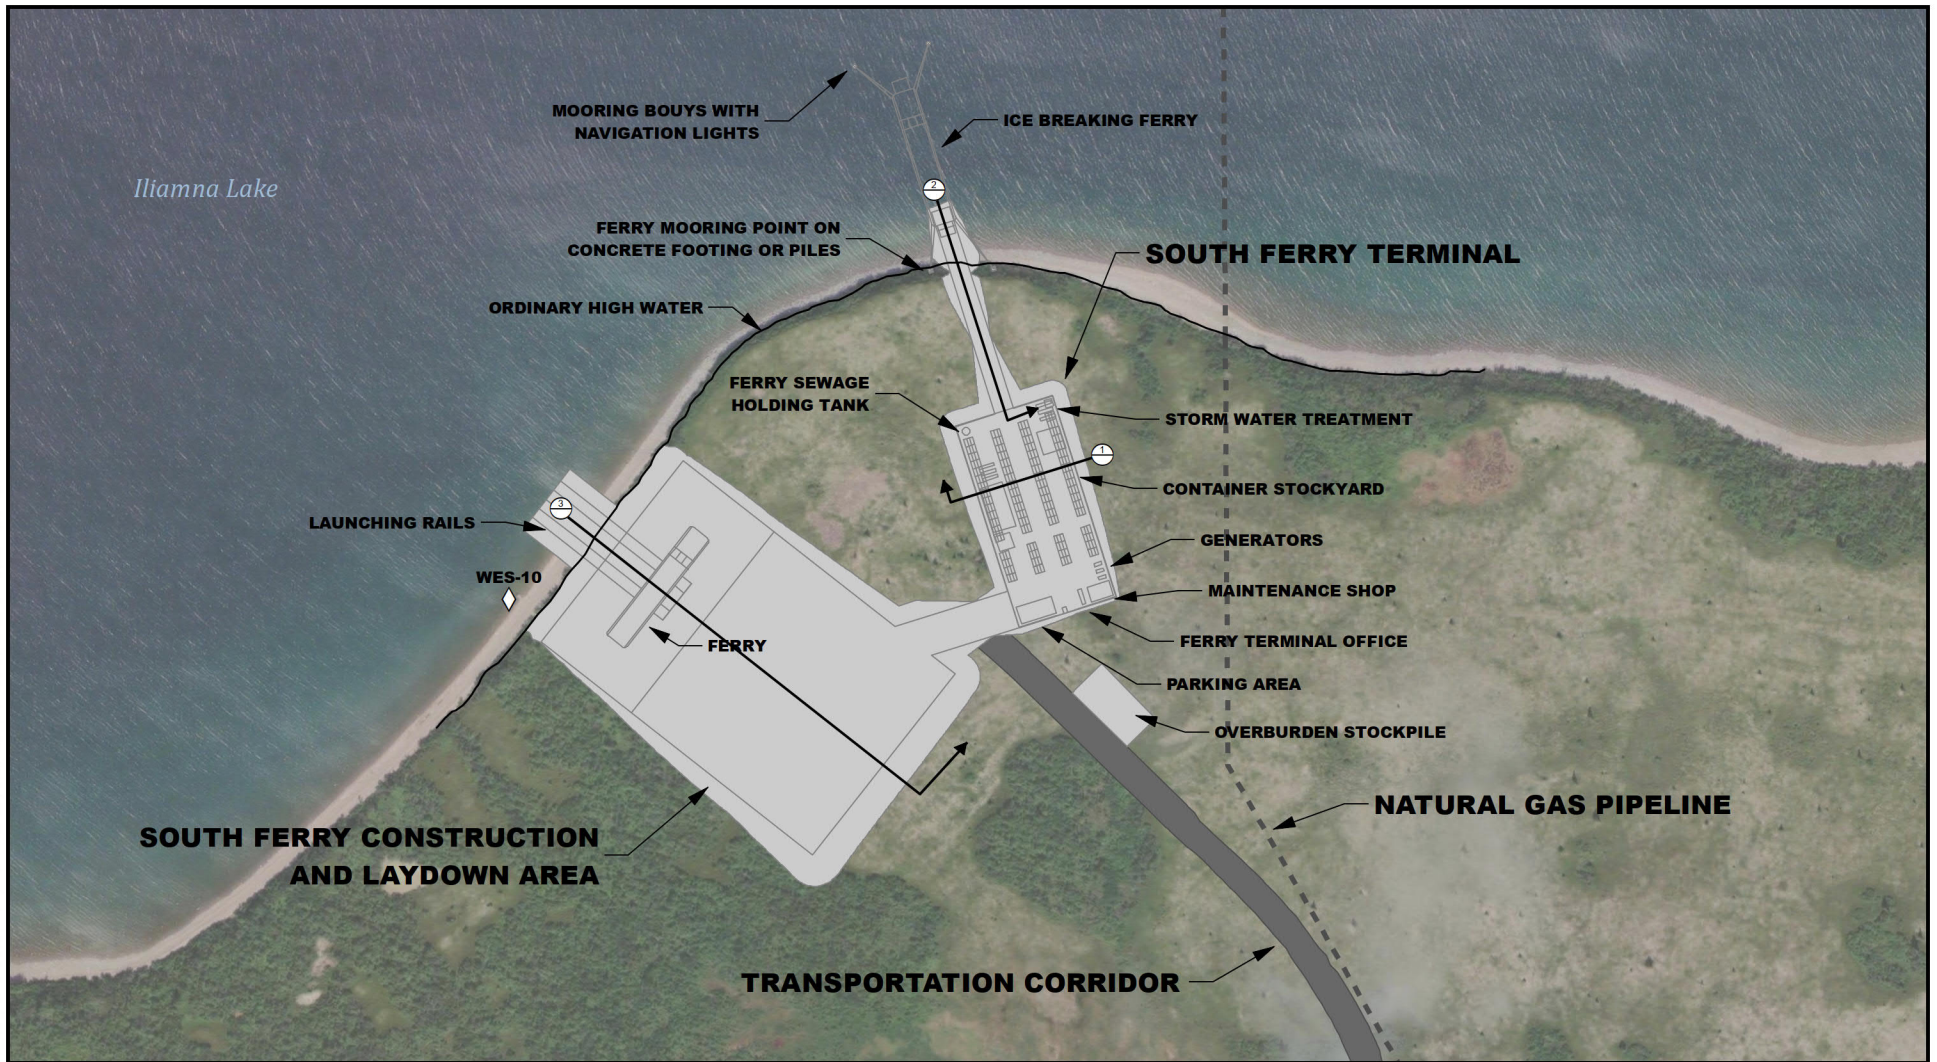 MOORING BOUYS WITH
NAVIGATION LIGHTS
ICE BREAKING FERRY
Iliamna Lake
2
FERRY MOORING POINT ON
CONCRETE FOOTING OR PILES
SOUTH FERRY TERMINAL
ORDINARY HIGH WATER
FERRY SEWAGE
HOLDING TANK
STORM WATER TREATMENT
1
CONTAINER STOCKYARD
3
LAUNCHING RAILS
GENERATORS
WES-10
MAINTENANCE SHOP
FERRY
FERRY TERMINAL OFFICE
PARKING AREA
OVERBURDEN STOCKPILE
NATURAL GAS PIPELINE
SOUTH FERRY CONSTRUCTION
AND LAYDOWN AREA
TRANSPORTATION CORRIDOR